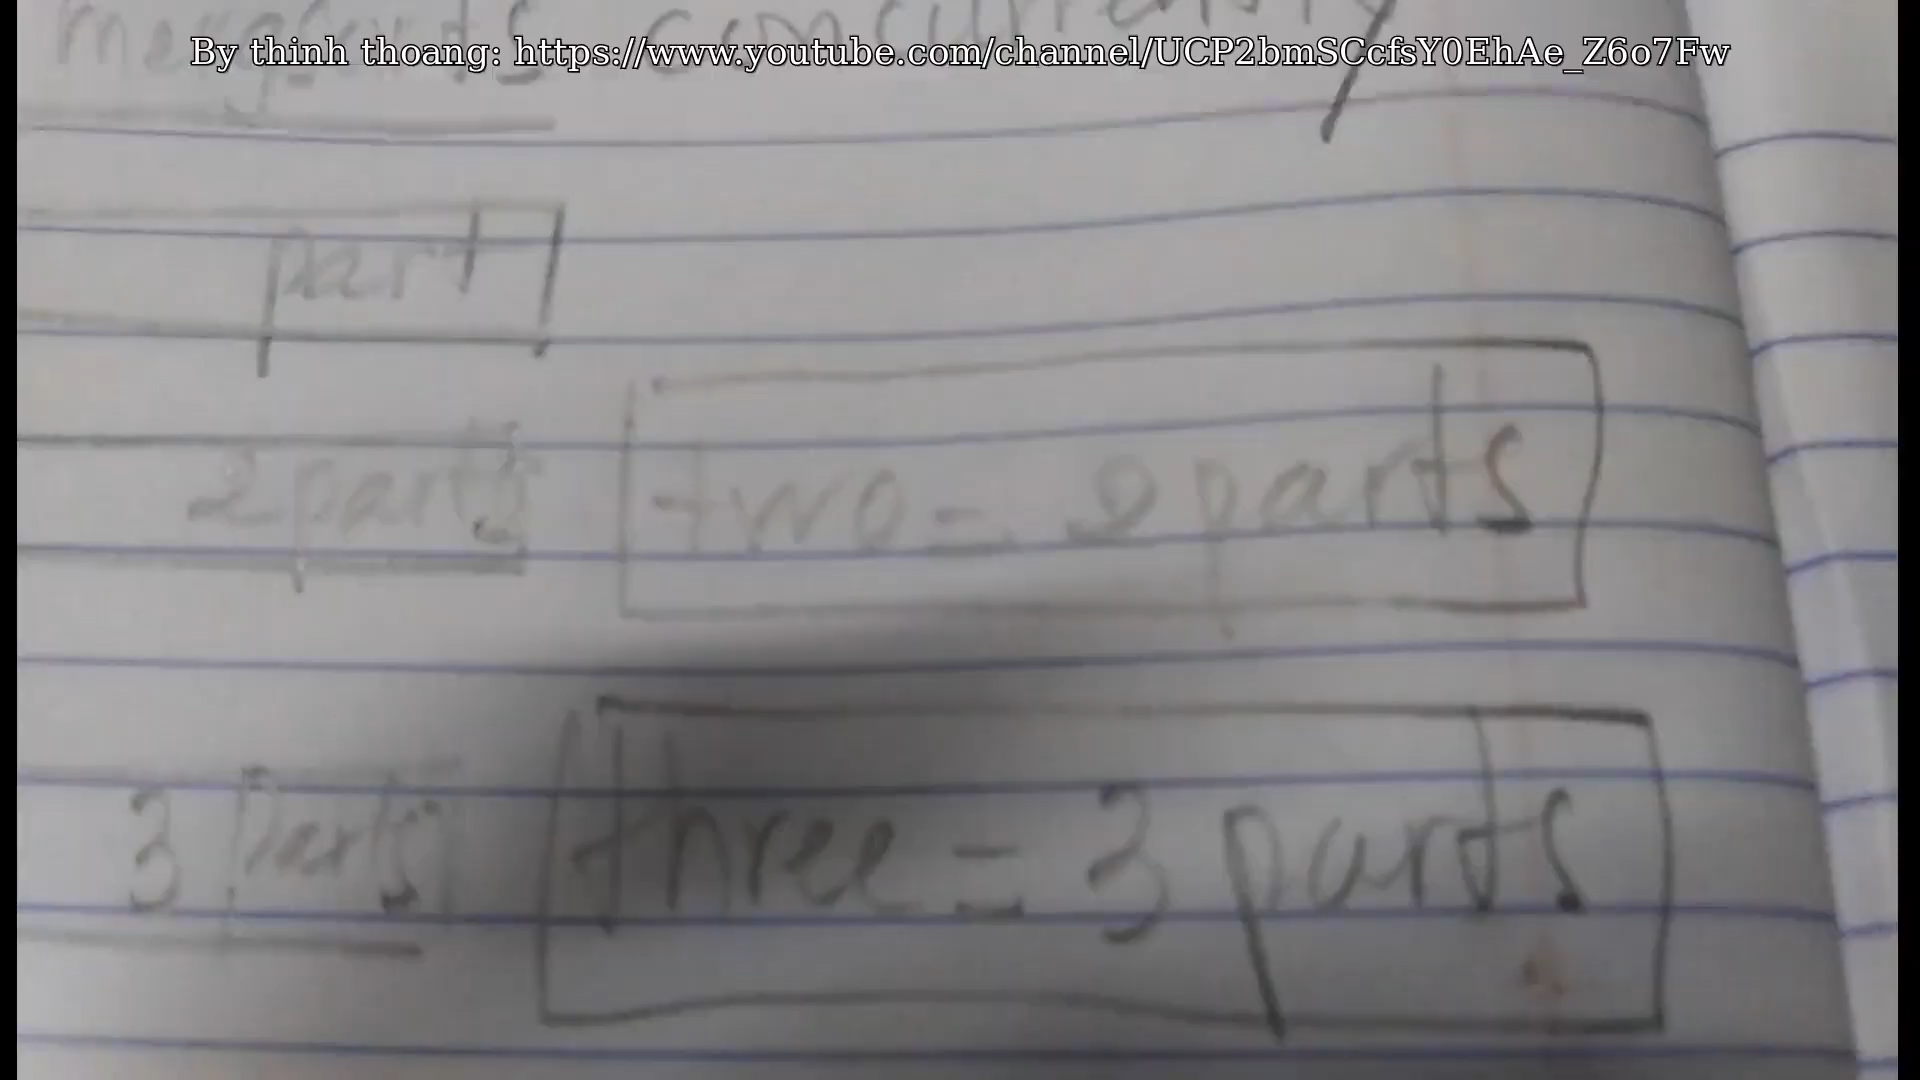 By thinh thoang: https://www.youtube.com/channel/UCP2bmSCcfsY0EhAe_Z6o7Fw
concurrently
part
2 parts
two = 2 parts
3 parts
three = 3 parts